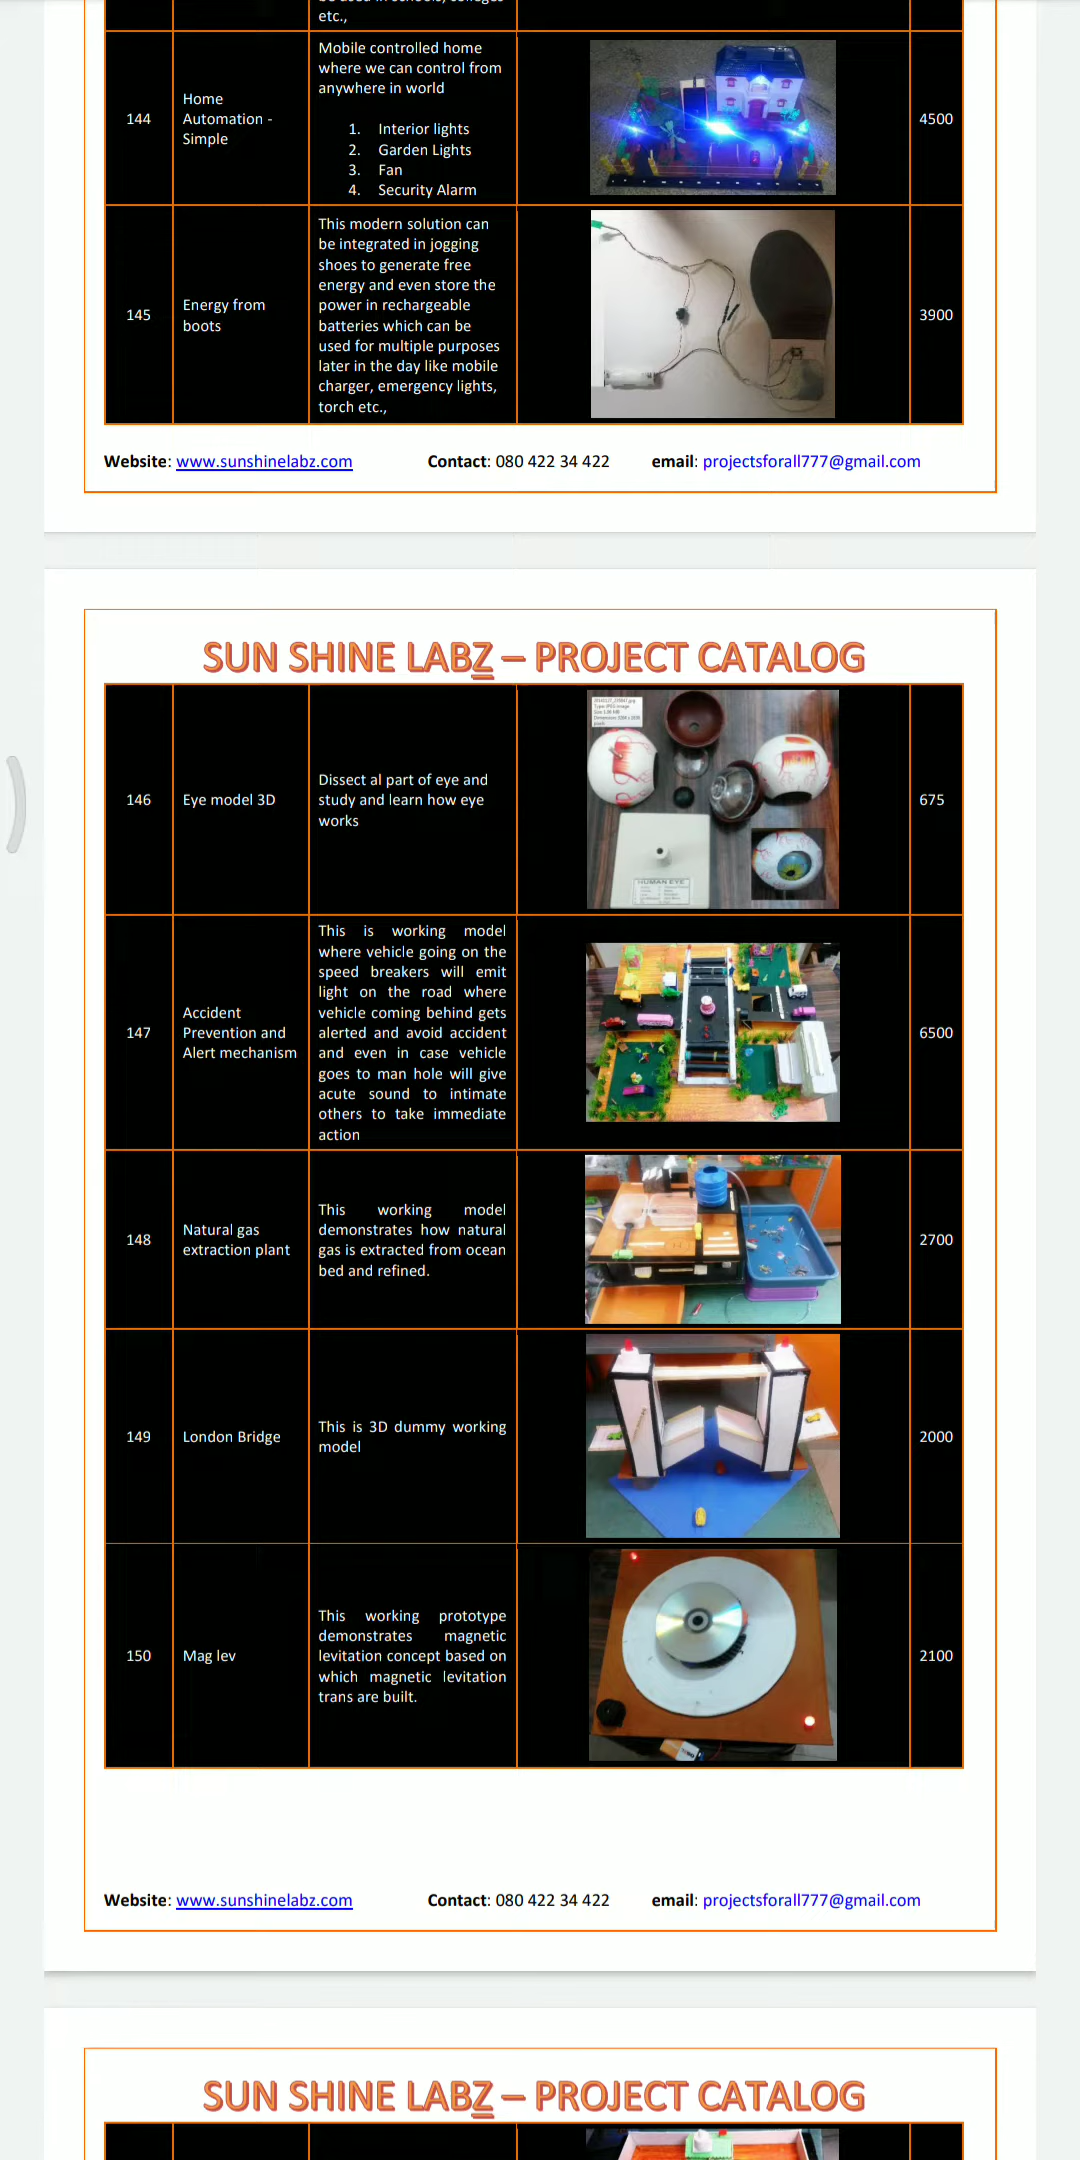 etc.,
144
Home
Automation -
Simple
Mobile controlled home
where we can control from
anywhere in world
1. Interior lights
2. Garden Lights
3. Fan
4. Security Alarm
4500
145
Energy from
boots
This modern solution can
be integrated in jogging
shoes to generate free
energy and even store the
power in rechargeable
batteries which can be
used for multiple purposes
later in the day like mobile
charger, emergency lights,
torch etc.,
3900
Website: www.sunshinelabz.com Contact: 080 422 34 422 email: projectsforall777@gmail.com
SUN SHINE LABZ – PROJECT CATALOG
146
Eye model 3D
Dissect al part of eye and
study and learn how eye
works
HUMAN EYE
675
147
Accident
Prevention and
Alert mechanism
This is working model
where vehicle going on the
speed breakers will emit
light on the road where
vehicle coming behind gets
alerted and avoid accident
and even in case vehicle
goes to man hole will give
acute sound to intimate
others to take immediate
action
6500
148
Natural gas
extraction plant
This working model
demonstrates how natural
gas is extracted from ocean
bed and refined.
2700
149
London Bridge
This is 3D dummy working
model
2000
150
Mag lev
This working prototype
demonstrates magnetic
levitation concept based on
which magnetic levitation
trans are built.
2100
Website: www.sunshinelabz.com Contact: 080 422 34 422 email: projectsforall777@gmail.com
SUN SHINE LABZ – PROJECT CATALOG